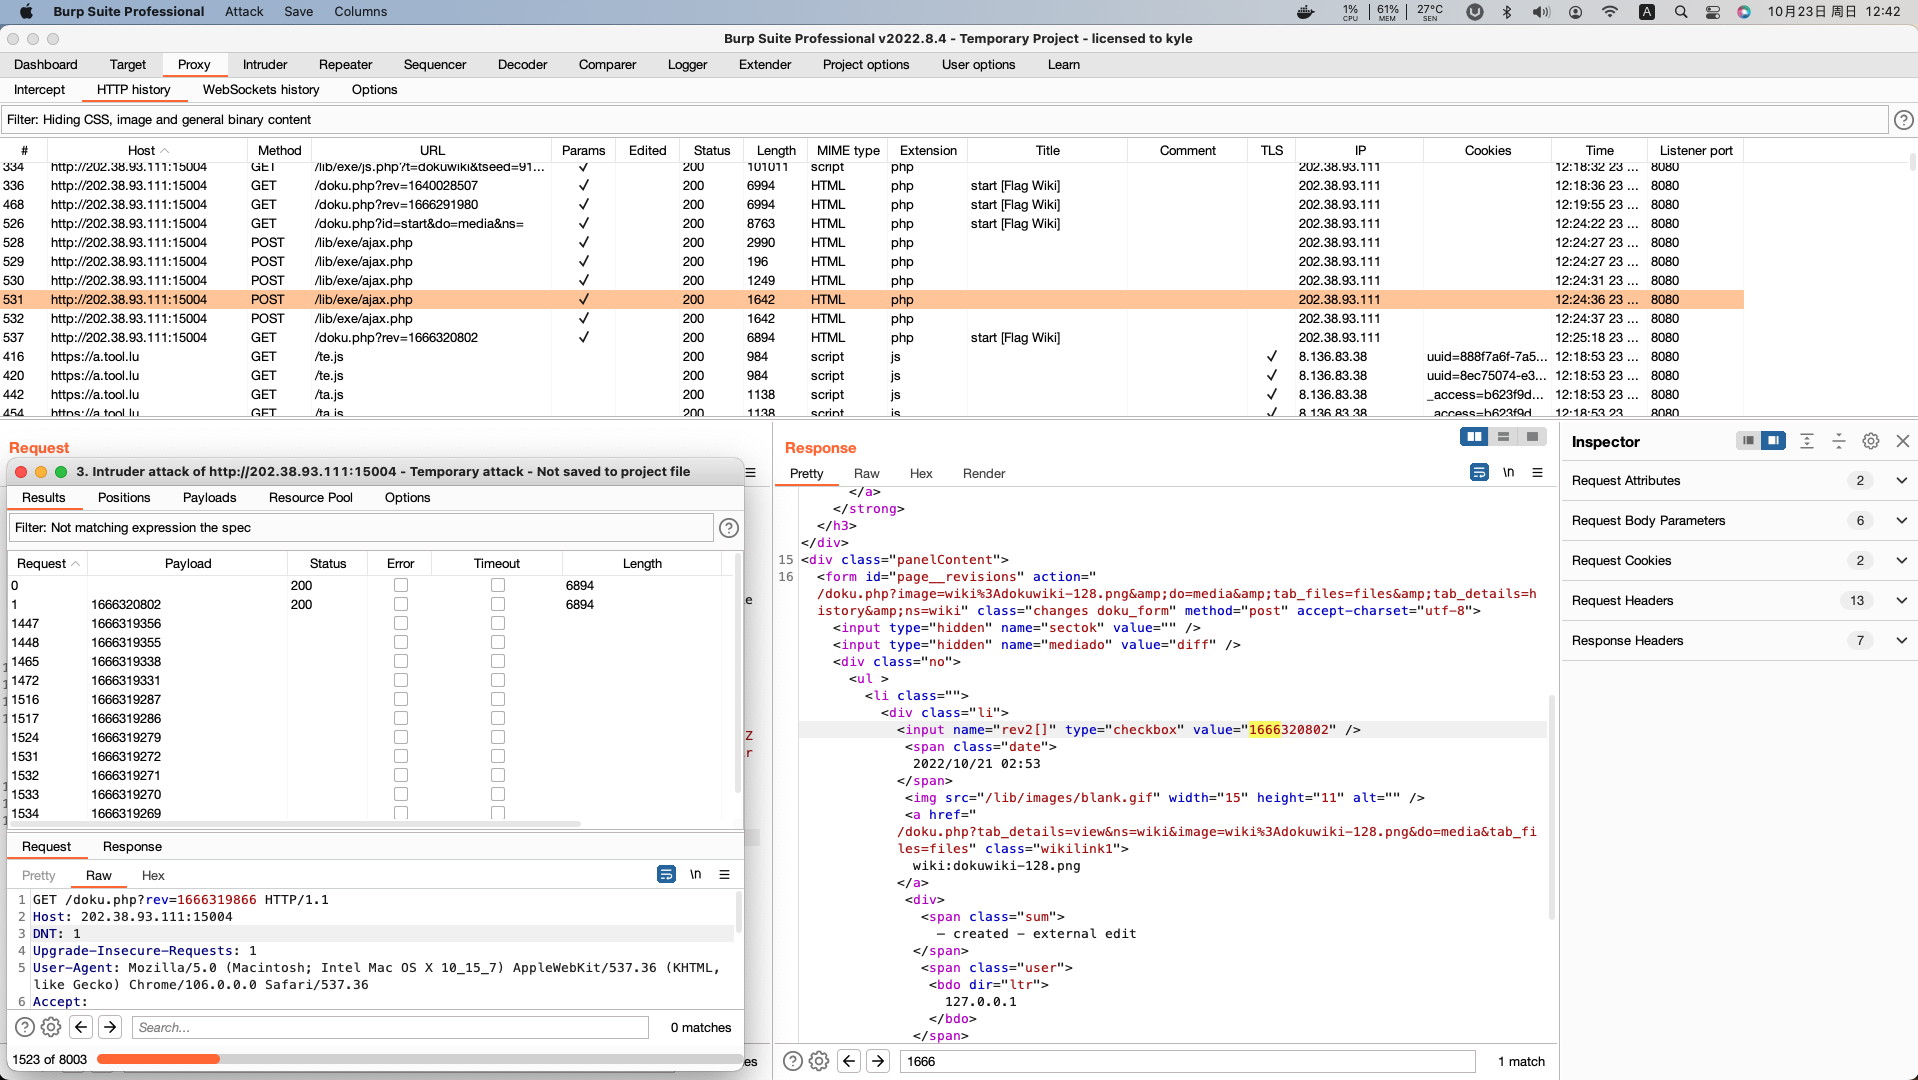 Burp Suite Professional Attack Save Columns 1% CPU 61% MEM 27°C SEN A 10月23日 周日 12:42
Burp Suite Professional v2022.8.4 - Temporary Project - licensed to kyle
Dashboard Target Proxy Intruder Repeater Sequencer Decoder Comparer Logger Extender Project options User options Learn
Intercept HTTP history WebSockets history Options
Filter: Hiding CSS, image and general binary content
# Host Method URL Params Edited Status Length MIME type Extension Title Comment TLS IP Cookies Time Listener port
334 http://202.38.93.111:15004 GET /lib/exe/js.php?t=dokuwiki&tseed=91... ✓ 200 101011 script php 202.38.93.111 12:18:32 23 ... 8080
336 http://202.38.93.111:15004 GET /doku.php?rev=1640028507 ✓ 200 6994 HTML php start [Flag Wiki] 202.38.93.111 12:18:36 23 ... 8080
468 http://202.38.93.111:15004 GET /doku.php?rev=1666291980 ✓ 200 6994 HTML php start [Flag Wiki] 202.38.93.111 12:19:55 23 ... 8080
526 http://202.38.93.111:15004 GET /doku.php?id=start&do=media&ns= ✓ 200 8763 HTML php start [Flag Wiki] 202.38.93.111 12:24:22 23 ... 8080
528 http://202.38.93.111:15004 POST /lib/exe/ajax.php ✓ 200 2990 HTML php 202.38.93.111 12:24:27 23 ... 8080
529 http://202.38.93.111:15004 POST /lib/exe/ajax.php ✓ 200 196 HTML php 202.38.93.111 12:24:27 23 ... 8080
530 http://202.38.93.111:15004 POST /lib/exe/ajax.php ✓ 200 1249 HTML php 202.38.93.111 12:24:31 23 ... 8080
531 http://202.38.93.111:15004 POST /lib/exe/ajax.php ✓ 200 1642 HTML php 202.38.93.111 12:24:36 23 ... 8080
532 http://202.38.93.111:15004 POST /lib/exe/ajax.php ✓ 200 1642 HTML php 202.38.93.111 12:24:37 23 ... 8080
537 http://202.38.93.111:15004 GET /doku.php?rev=1666320802 ✓ 200 6894 HTML php start [Flag Wiki] 202.38.93.111 12:25:18 23 ... 8080
416 https://a.tool.lu GET /te.js 200 984 script js ✓ 8.136.83.38 uuid=888f7a6f-7a5... 12:18:53 23 ... 8080
420 https://a.tool.lu GET /te.js 200 984 script js ✓ 8.136.83.38 uuid=8ec75074-e3... 12:18:53 23 ... 8080
442 https://a.tool.lu GET /ta.js 200 1138 script js ✓ 8.136.83.38 _access=b623f9d... 12:18:53 23 ... 8080
454 https://a.tool.lu GET /ta.js 200 1138 script js ✓ 8.136.83.38 _access=b623f9d... 12:18:53 23 ... 8080
Request
3. Intruder attack of http://202.38.93.111:15004 - Temporary attack - Not saved to project file
Results Positions Payloads Resource Pool Options
Filter: Not matching expression the spec
Request Payload Status Error Timeout Length
0 200 6894
1 1666320802 200 6894
1447 1666319356
1448 1666319355
1465 1666319338
1472 1666319331
1516 1666319287
1517 1666319286
1524 1666319279
1531 1666319272
1532 1666319271
1533 1666319270
1534 1666319269
Request Response
Pretty Raw Hex \n
1 GET /doku.php?rev=1666319866 HTTP/1.1
2 Host: 202.38.93.111:15004
3 DNT: 1
4 Upgrade-Insecure-Requests: 1
5 User-Agent: Mozilla/5.0 (Macintosh; Intel Mac OS X 10_15_7) AppleWebKit/537.36 (KHTML,
like Gecko) Chrome/106.0.0.0 Safari/537.36
6 Accept:
Search... 0 matches
1523 of 8003
e
Z
r
es
Response
Pretty Raw Hex Render \n
</a>
</strong>
</h3>
</div>
15 <div class="panelContent">
16 <form id="page__revisions" action="
/doku.php?image=wiki%3Adokuwiki-128.png&amp;do=media&amp;tab_files=files&amp;tab_details=h
istory&amp;ns=wiki" class="changes doku_form" method="post" accept-charset="utf-8">
<input type="hidden" name="sectok" value="" />
<input type="hidden" name="mediado" value="diff" />
<div class="no">
<ul >
<li class="">
<div class="li">
<input name="rev2[]" type="checkbox" value="1666320802" />
<span class="date">
2022/10/21 02:53
</span>
<img src="/lib/images/blank.gif" width="15" height="11" alt="" />
<a href="
/doku.php?tab_details=view&ns=wiki&image=wiki%3Adokuwiki-128.png&do=media&tab_fi
les=files" class="wikilink1">
wiki:dokuwiki-128.png
</a>
<div>
<span class="sum">
– created – external edit
</span>
<span class="user">
<bdo dir="ltr">
127.0.0.1
</bdo>
</span>
1666 1 match
Inspector
Request Attributes 2
Request Body Parameters 6
Request Cookies 2
Request Headers 13
Response Headers 7